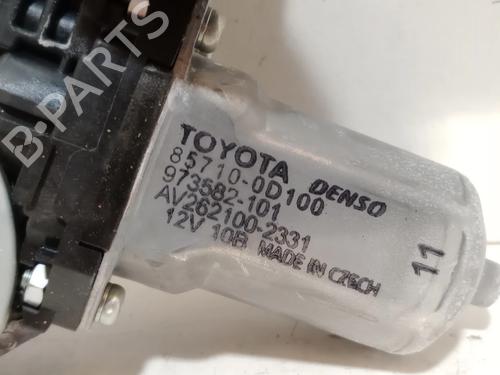 B-PARTS
TOYOTA DENSO
85710-0D100
973582-101
AV262100-2331
12V 10B MADE IN CZECH
11